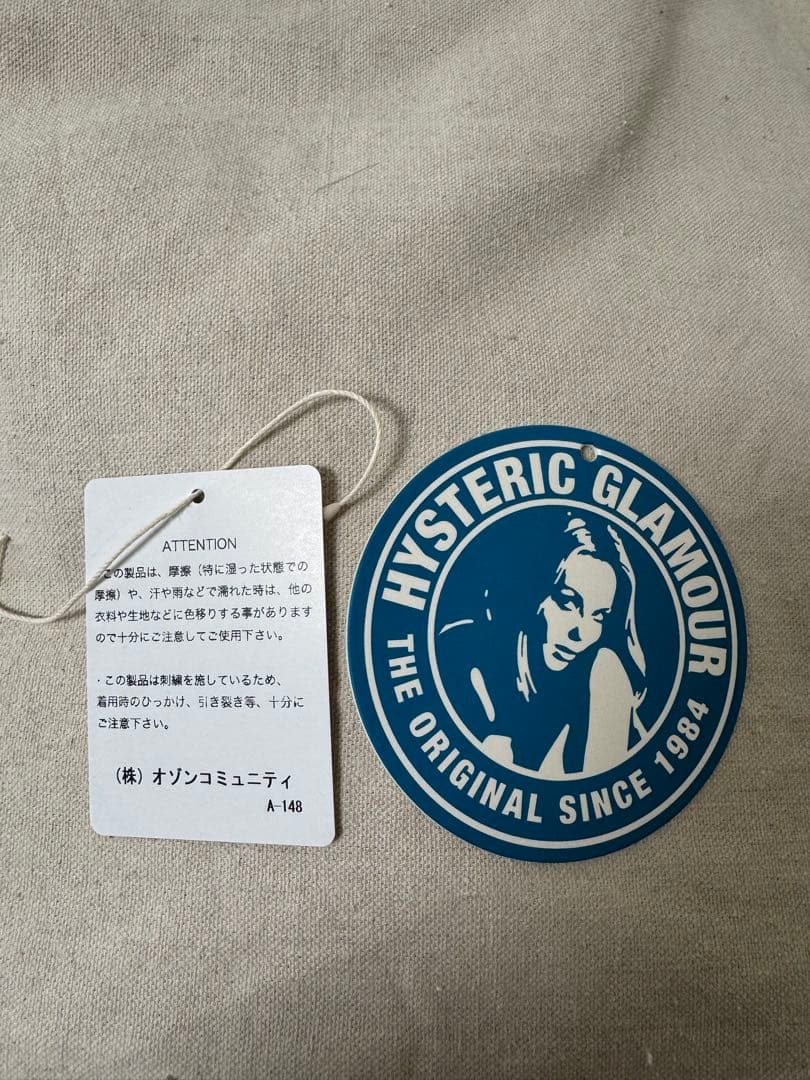 ATTENTION
・この製品は、摩擦（特に湿った状態での
摩擦）や、汗や雨などで濡れた時は、他の
衣料や生地などに色移りする事があります
ので十分にご注意してご使用下さい。
・この製品は刺繍を施しているため、
着用時のひっかけ、引き裂き等、十分に
ご注意下さい。
（株）オゾンコミュニティ
A-148
HYSTERIC GLAMOUR
THE ORIGINAL SINCE 1984